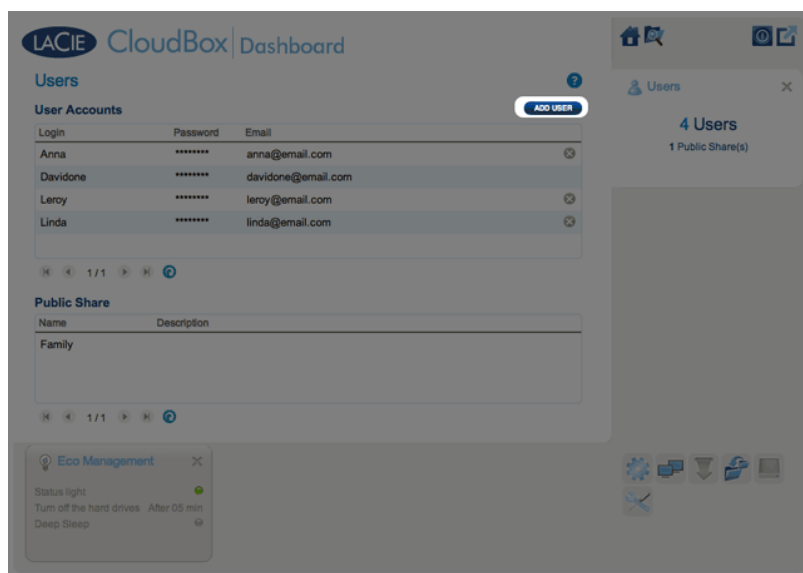 LACIE CloudBox Dashboard
Users
User Accounts
ADD USER
Login Password Email
Anna ******** anna@email.com
Davidone davidone@email.com
Leroy ******** leroy@email.com
Linda ******** linda@email.com
1 / 1
Public Share
Name Description
Family
1 / 1
Eco Management
Status light
Turn off the hard drives After 05 min
Deep Sleep
Users
4 Users
1 Public Share(s)